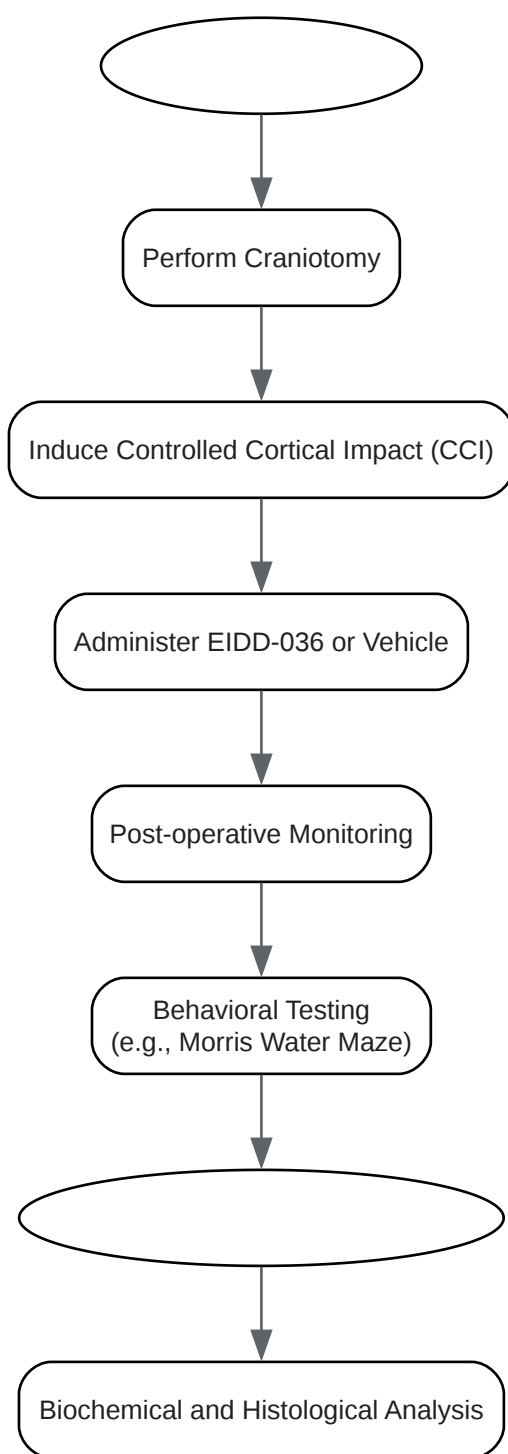 Perform Craniotomy
Induce Controlled Cortical Impact (CCI)
Administer EIDD-036 or Vehicle
Post-operative Monitoring
Behavioral Testing
(e.g., Morris Water Maze)
Biochemical and Histological Analysis